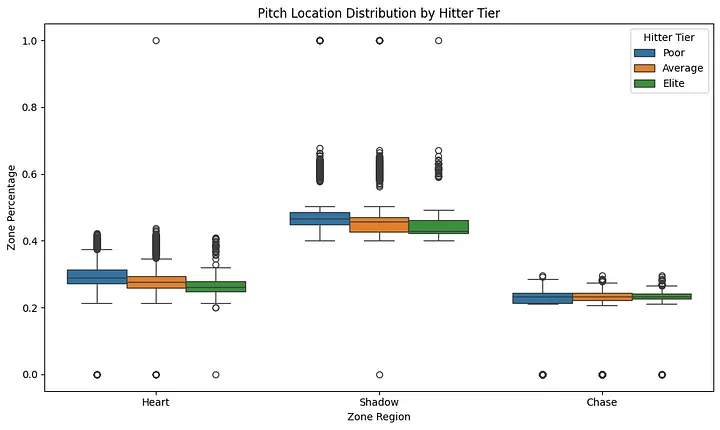 Pitch Location Distribution by Hitter Tier
Hitter Tier
Poor
Average
Elite
Zone Percentage
1.0
0.8
0.6
0.4
0.2
0.0
Heart
Shadow
Chase
Zone Region